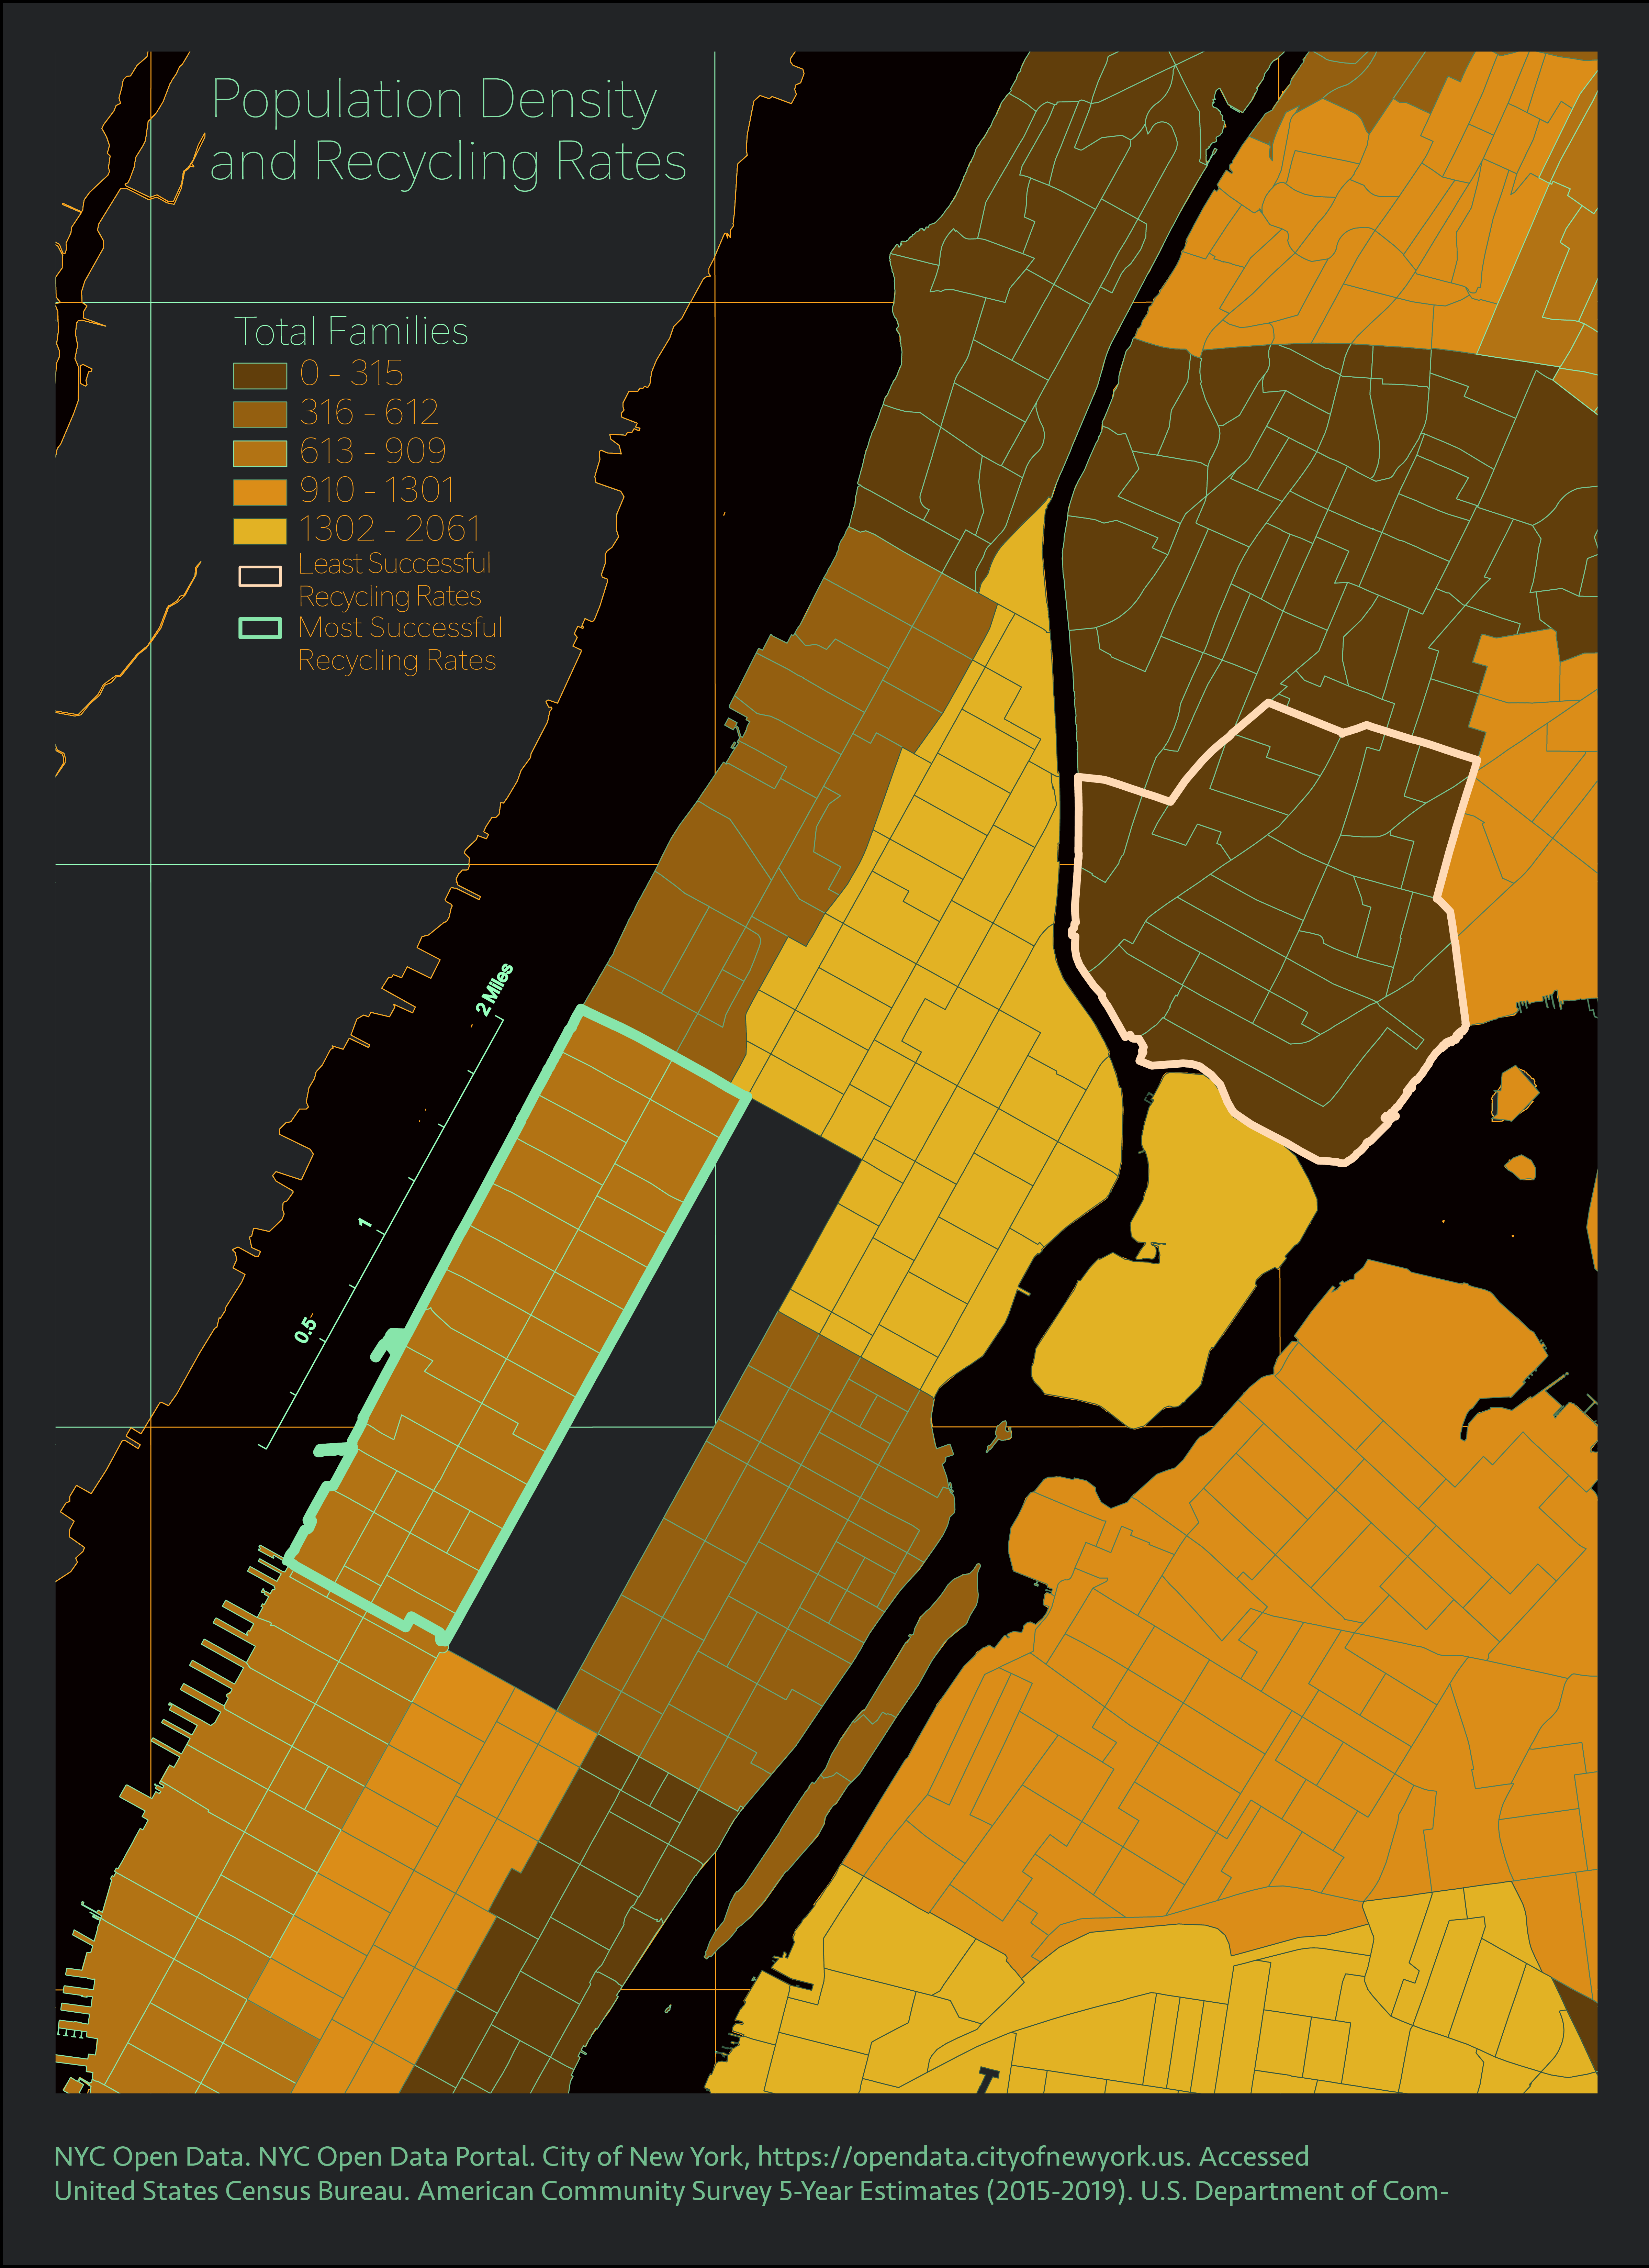 Population Density
and Recycling Rates
Total Families
0 - 315
316 - 612
613 - 909
910 - 1301
1302 - 2061
Least Successful
Recycling Rates
Most Successful
Recycling Rates
2 Miles
1
0.5
NYC Open Data. NYC Open Data Portal. City of New York, https://opendata.cityofnewyork.us. Accessed
United States Census Bureau. American Community Survey 5-Year Estimates (2015-2019). U.S. Department of Com-